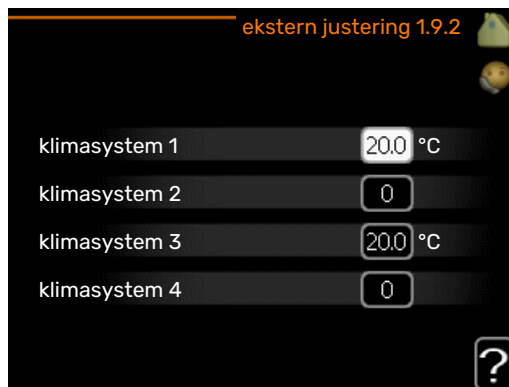 ekstern justering 1.9.2
klimasystem 1 20.0 °C
klimasystem 2 0
klimasystem 3 20.0 °C
klimasystem 4 0
?